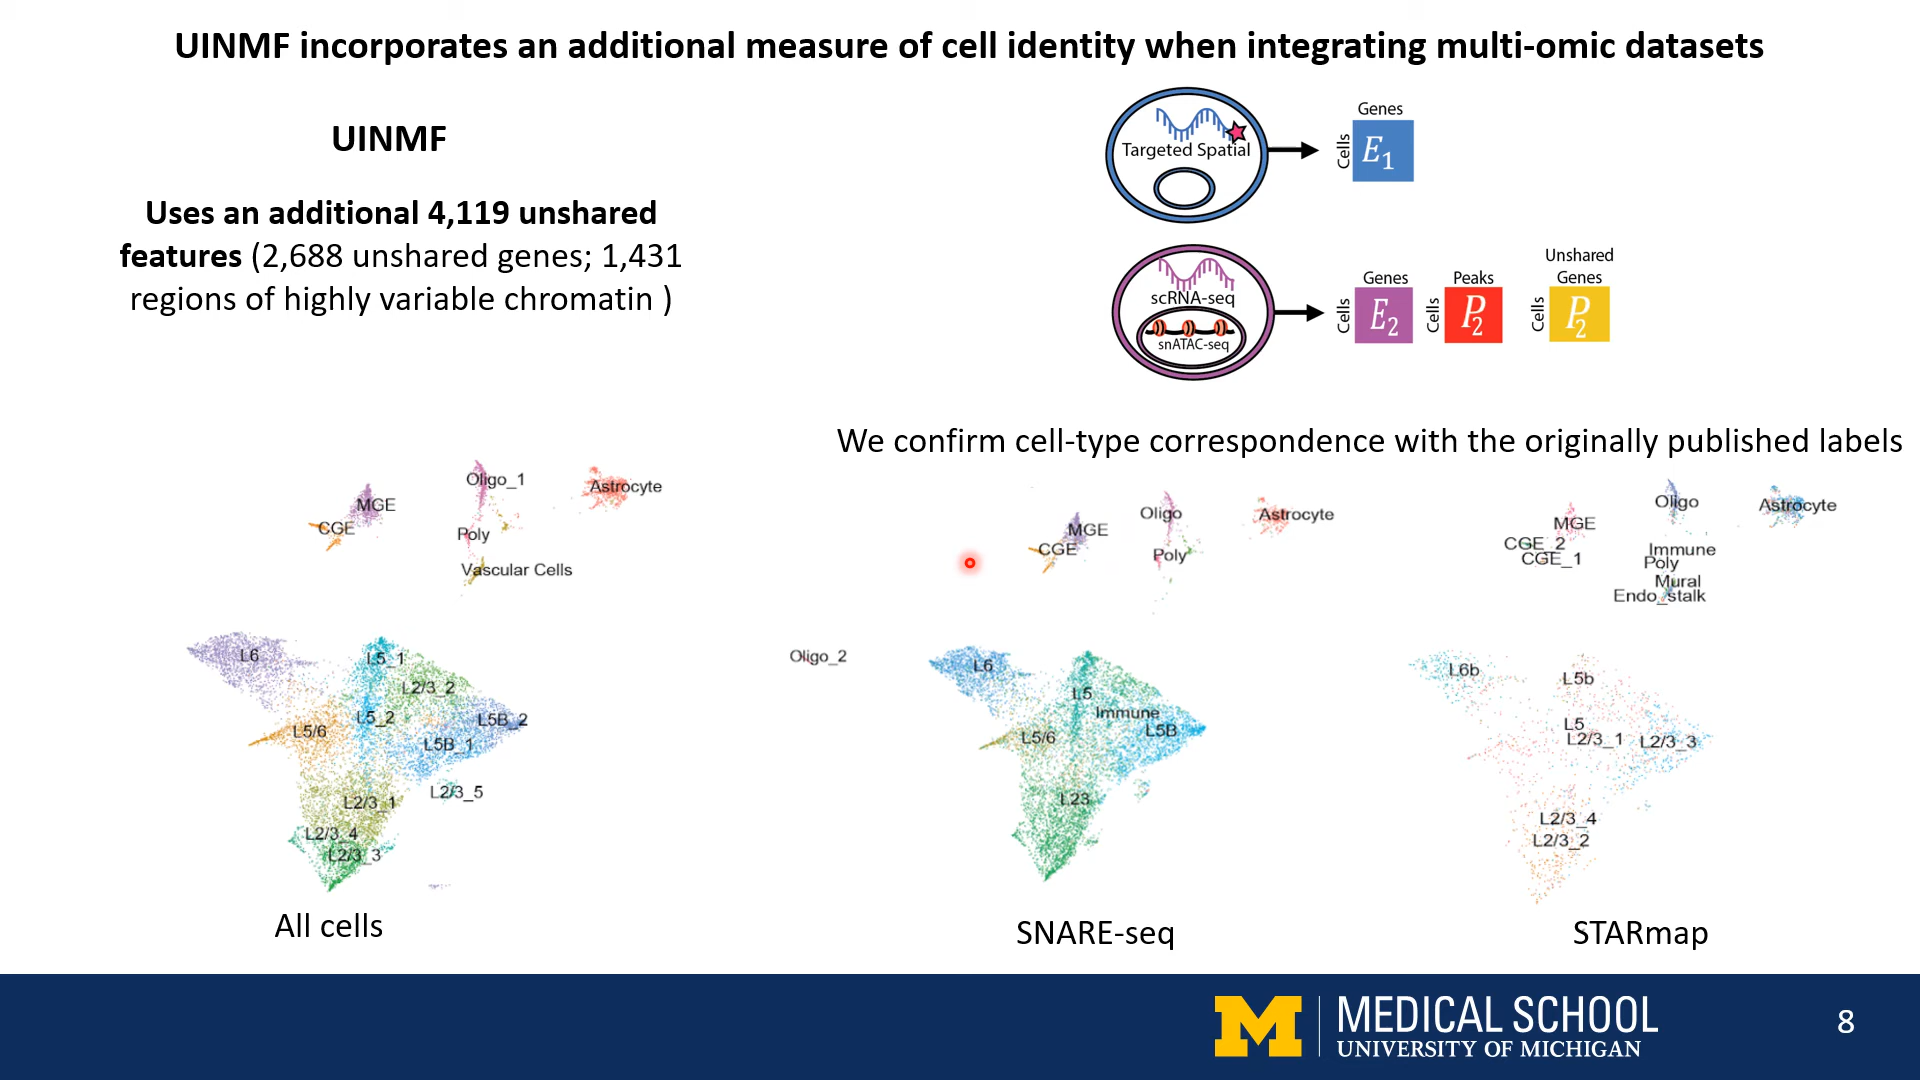 UINMF incorporates an additional measure of cell identity when integrating multi-omic datasets
UINMF
Uses an additional 4,119 unshared
features (2,688 unshared genes; 1,431
regions of highly variable chromatin )
Targeted Spatial
Genes
Cells
E1
scRNA-seq
snATAC-seq
Genes
Cells
E2
Peaks
Cells
P2
Unshared
Genes
Cells
P2
We confirm cell-type correspondence with the originally published labels
Oligo_1
Astrocyte
MGE
CGE
Poly
Vascular Cells
L6
L5_1
L2/3_2
L5_2
L5B_2
L5/6
L5B_1
L2/3_5
L2/3_1
L2/3_4
L2/3_3
All cells
Oligo
Astrocyte
MGE
CGE
Poly
Oligo_2
L6
L5
Immune
L5B
L5/6
L23
SNARE-seq
Oligo
Astrocyte
MGE
CGE_2
CGE_1
Immune
Poly
Mural
Endo_stalk
L6b
L5b
L5
L2/3_1
L2/3_3
L2/3_4
L2/3_2
STARmap
M
MEDICAL SCHOOL
UNIVERSITY OF MICHIGAN
8